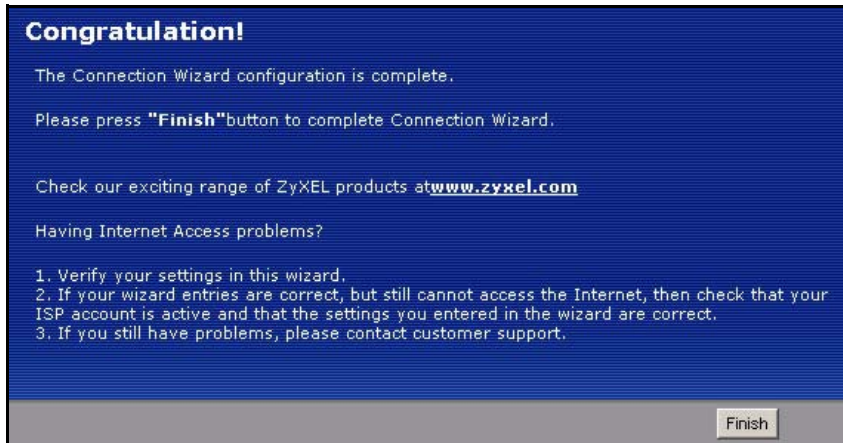 Congratulation!
The Connection Wizard configuration is complete.
Please press "Finish"button to complete Connection Wizard.
Check our exciting range of ZyXEL products atwww.zyxel.com
Having Internet Access problems?
1. Verify your settings in this wizard.
2. If your wizard entries are correct, but still cannot access the Internet, then check that your
ISP account is active and that the settings you entered in the wizard are correct.
3. If you still have problems, please contact customer support.
Finish